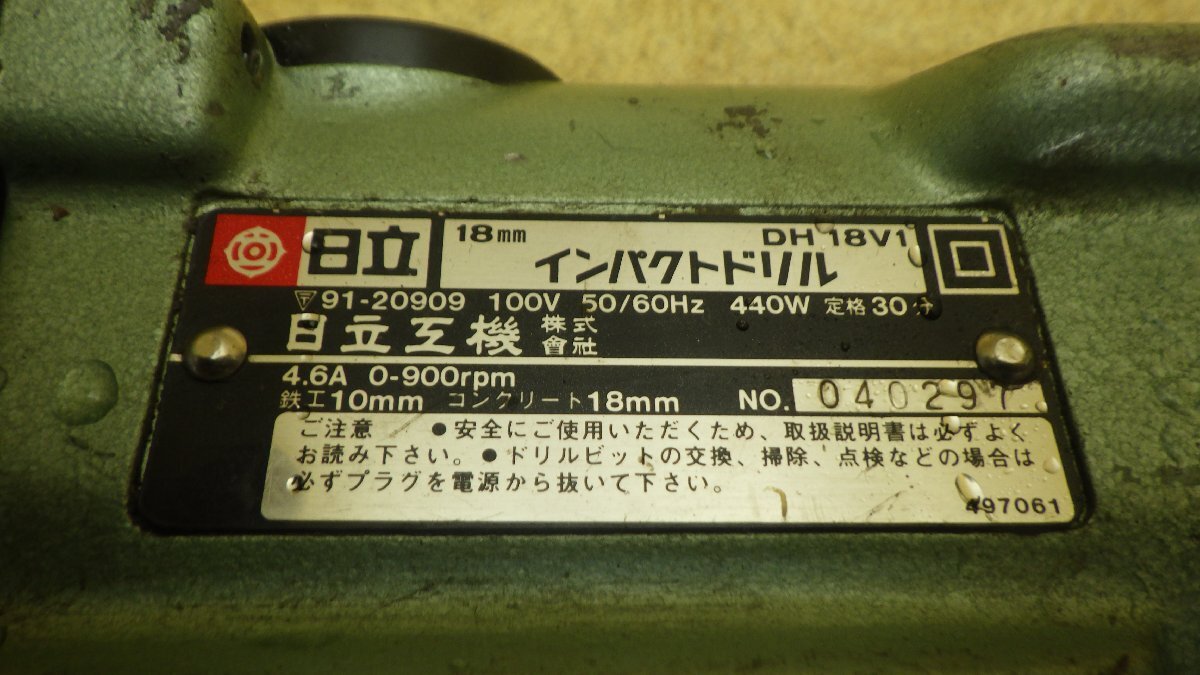 日立
18mm DH 18V1
インパクトドリル
91-20909 100V 50/60Hz 440W 定格30分
日立工機 株式會社
4.6A 0-900rpm
鉄工10mm コンクリート18mm NO. 040297
ご注意 ●安全にご使用いただくため、取扱説明書は必ずよく
お読み下さい。●ドリルビットの交換、掃除、点検などの場合は
必ずプラグを電源から抜いて下さい。
497061